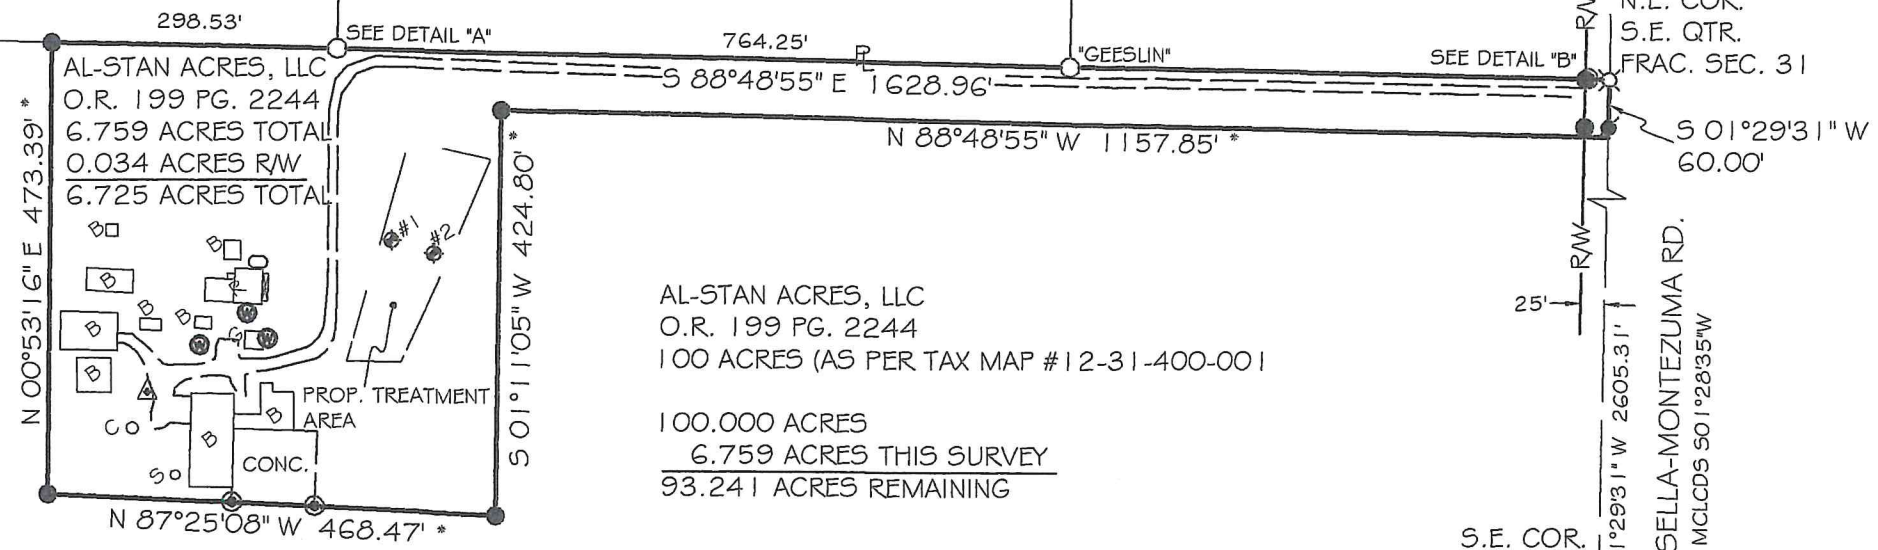 298.53'
SEE DETAIL "A"
764.25'
PL
"GEESLIN"
SEE DETAIL "B"
R/W
N.E. COR.
S.E. QTR.
FRAC. SEC. 31
S 88°48'55" E 1628.96'
N 88°48'55" W 1157.85' *
S 01°29'31" W
60.00'
AL-STAN ACRES, LLC
O.R. 199 PG. 2244
6.759 ACRES TOTAL
0.034 ACRES R/W
6.725 ACRES TOTAL
N 00°53'16" E 473.39' *
S 01°11'05" W 424.80' *
#1
#2
B
B
B
B
B
B
B
W
W
W
G
B
B
C
S
CONC.
PROP. TREATMENT
AREA
N 87°25'08" W 468.47' *
AL-STAN ACRES, LLC
O.R. 199 PG. 2244
100 ACRES (AS PER TAX MAP #12-31-400-001
100.000 ACRES
6.759 ACRES THIS SURVEY
93.241 ACRES REMAINING
R/W
25'
1°29'31" W 2605.31'
SELLA-MONTEZUMA RD.
MCLCDS S01°28'35"W
S.E. COR.